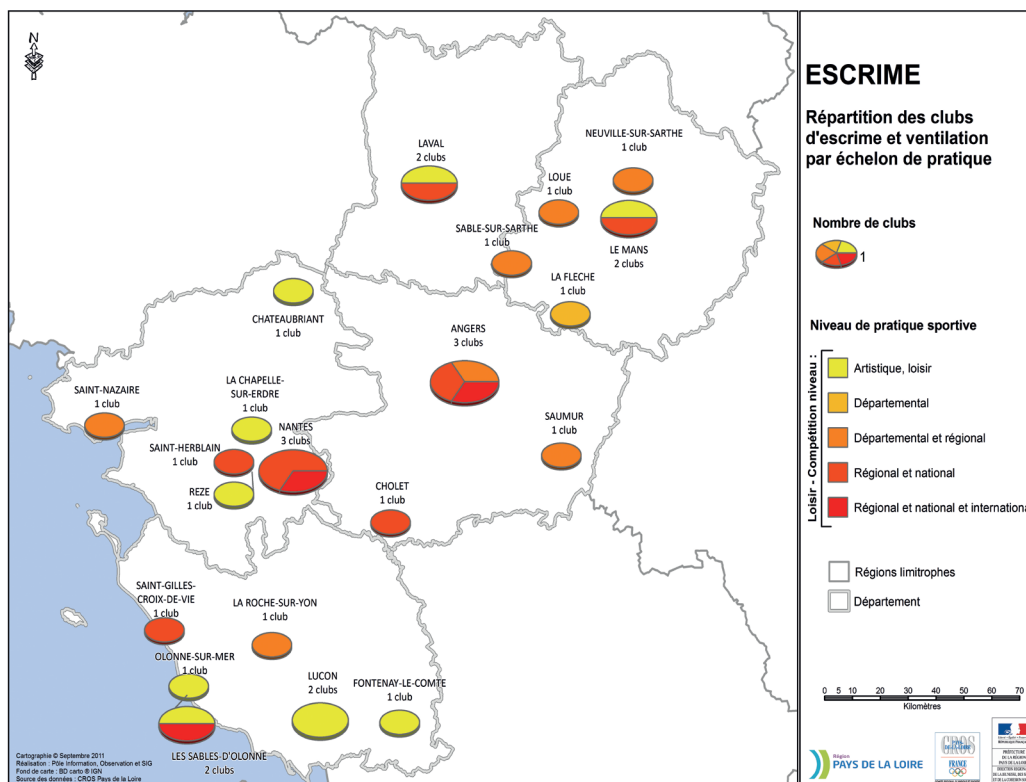 N
LAVAL
2 clubs
NEUVILLE-SUR-SARTHE
1 club
LOUE
1 club
LE MANS
2 clubs
SABLE-SUR-SARTHE
1 club
LA FLECHE
1 club
CHATEAUBRIANT
1 club
ANGERS
3 clubs
SAINT-NAZAIRE
1 club
LA CHAPELLE-
SUR-ERDRE
1 club
NANTES
3 clubs
SAINT-HERBLAIN
1 club
REZE
1 club
SAUMUR
1 club
CHOLET
1 club
SAINT-GILLES-
CROIX-DE-VIE
1 club
LA ROCHE-SUR-YON
1 club
OLONNE-SUR-MER
1 club
LUCON
2 clubs
FONTENAY-LE-COMTE
1 club
LES SABLES-D'OLONNE
2 clubs
Cartographie © Septembre 2011
Réalisation : Pôle information, Observation et SIG
Fond de carte : BD carto ® IGN
Source des données : CROS Pays de la Loire
ESCRIME
Répartition des clubs
d'escrime et ventilation
par échelon de pratique
Nombre de clubs
1
Niveau de pratique sportive
Loisir - Compétition niveau :
Artistique, loisir
Départemental
Départemental et régional
Régional et national
Régional et national et internationa
Régions limitrophes
Département
0 5 10 20 30 40 50 60 70
Kilomètres
Région
PAYS DE LA LOIRE
CROS
FRANCE